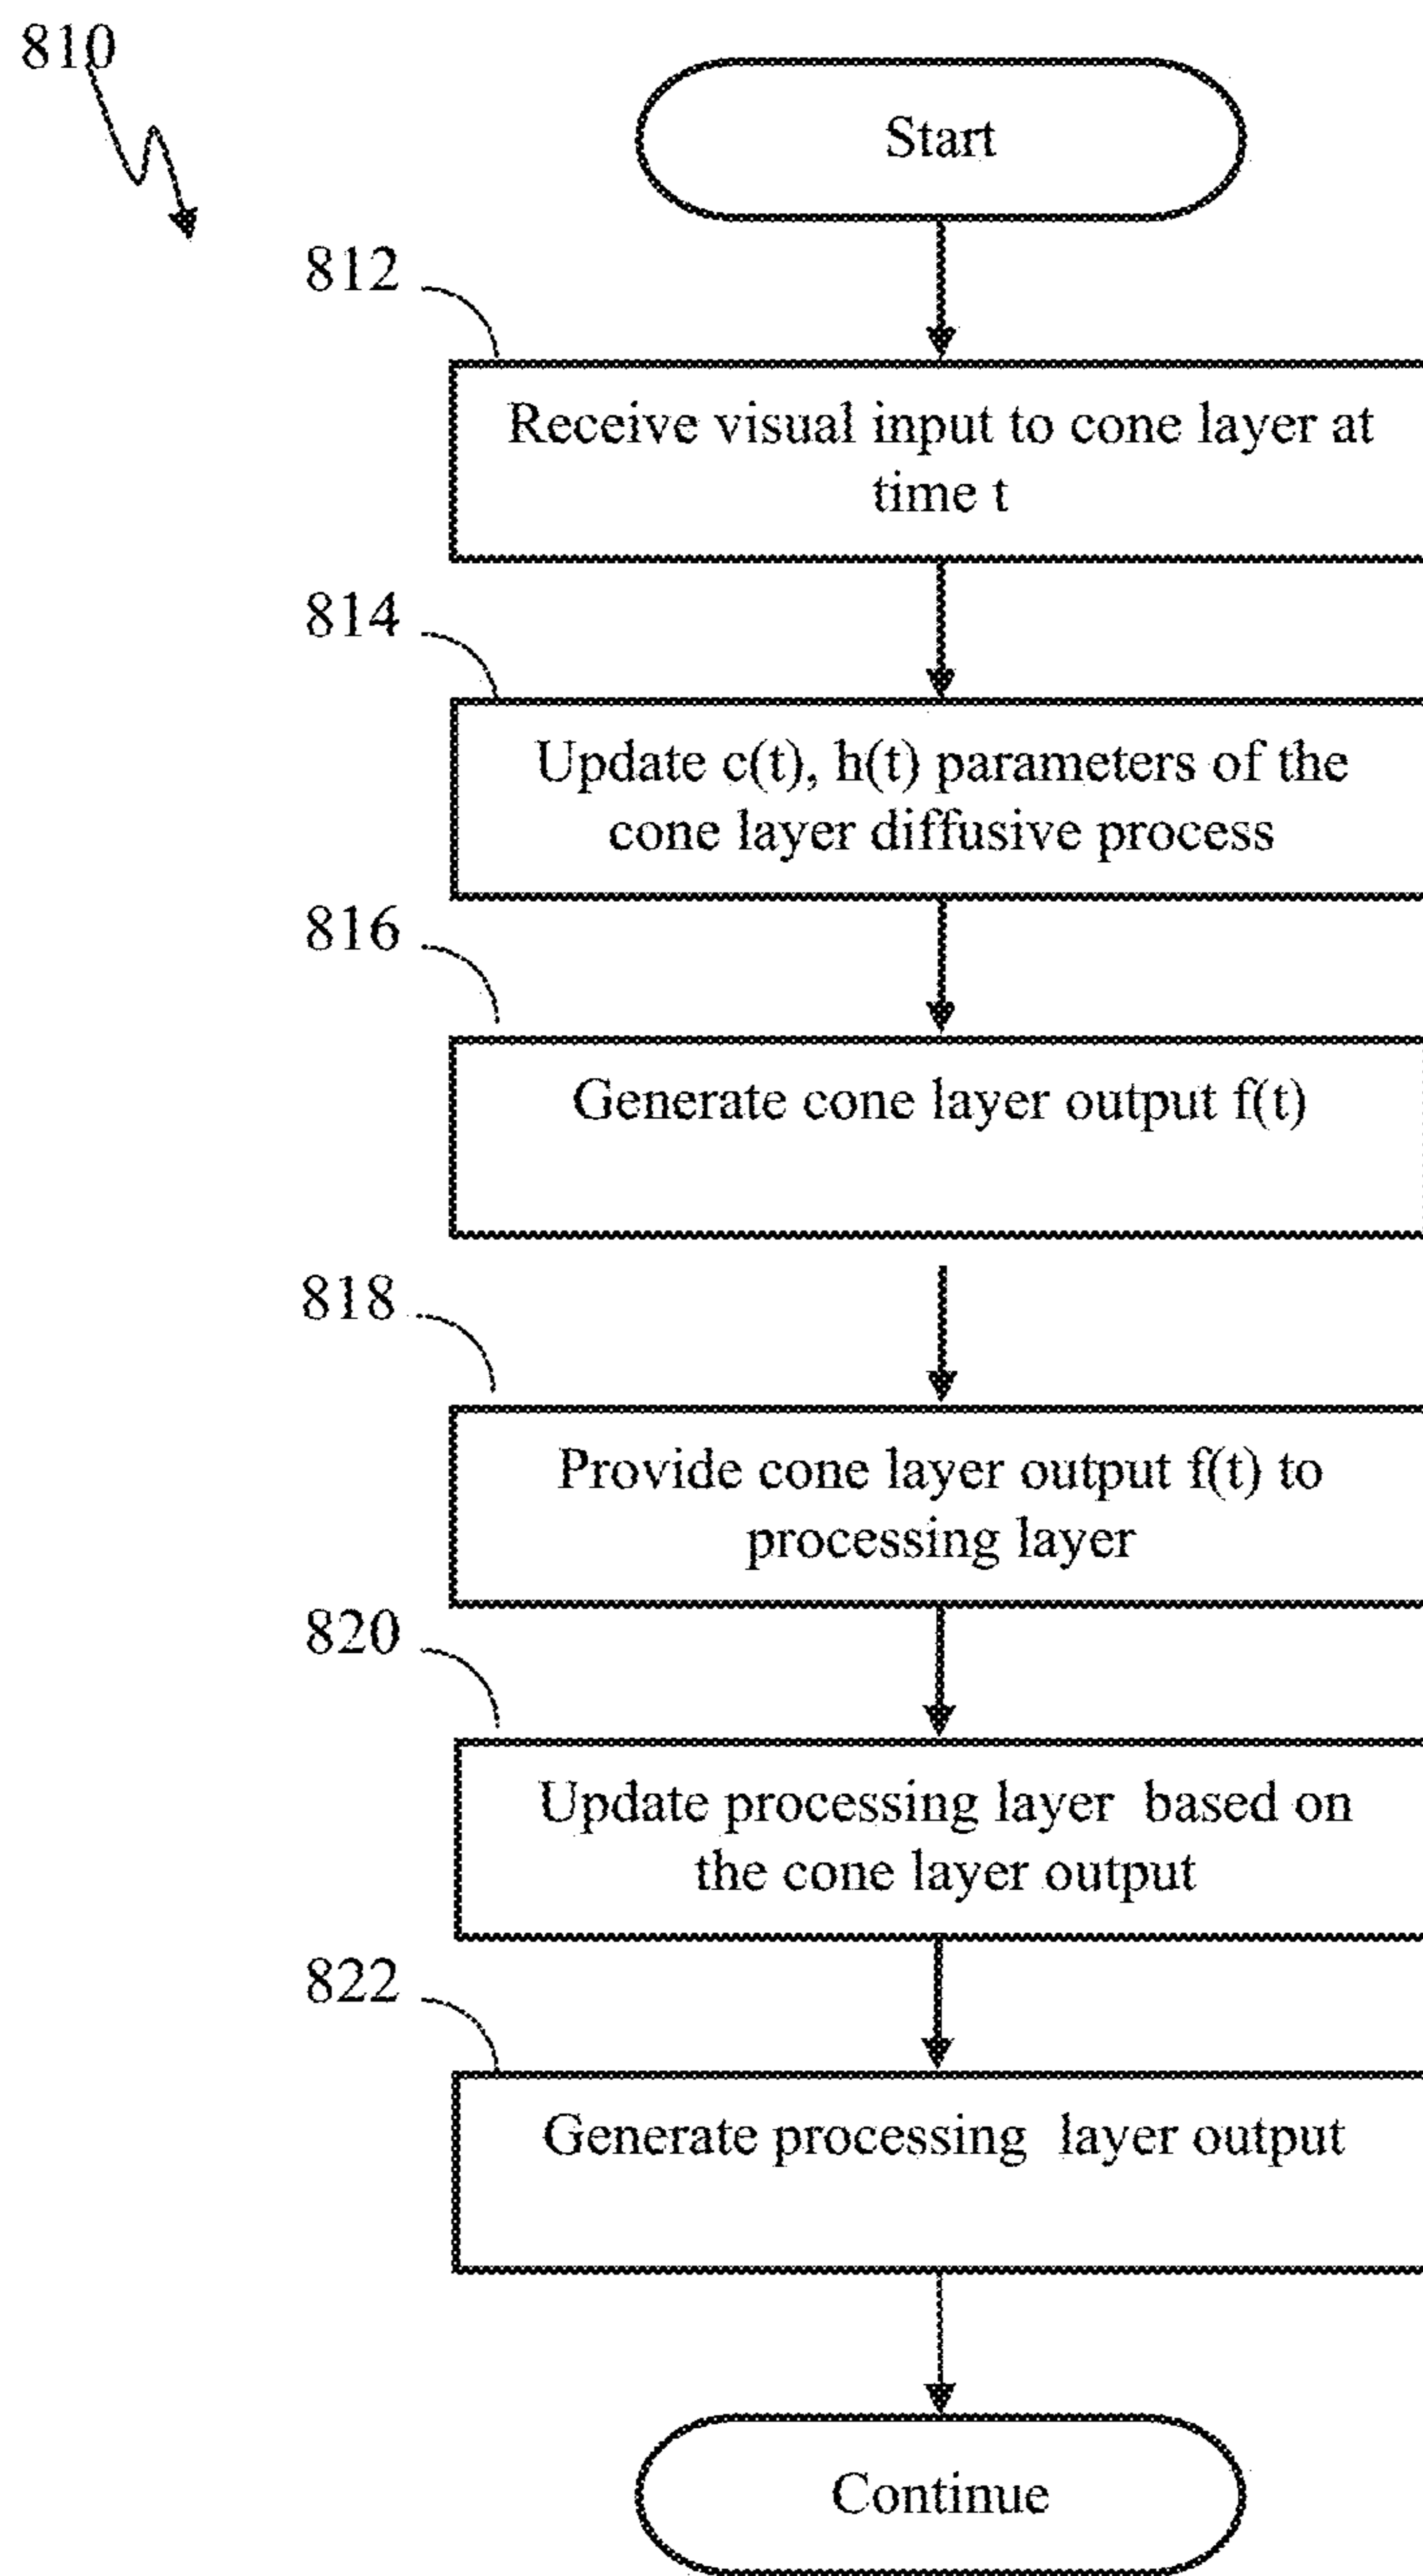 810
Start
812
Receive visual input to cone layer at
time t
814
Update c(t), h(t) parameters of the
cone layer diffusive process
816
Generate cone layer output f(t)
818
Provide cone layer output f(t) to
processing layer
820
Update processing layer based on
the cone layer output
822
Generate processing layer output
Continue